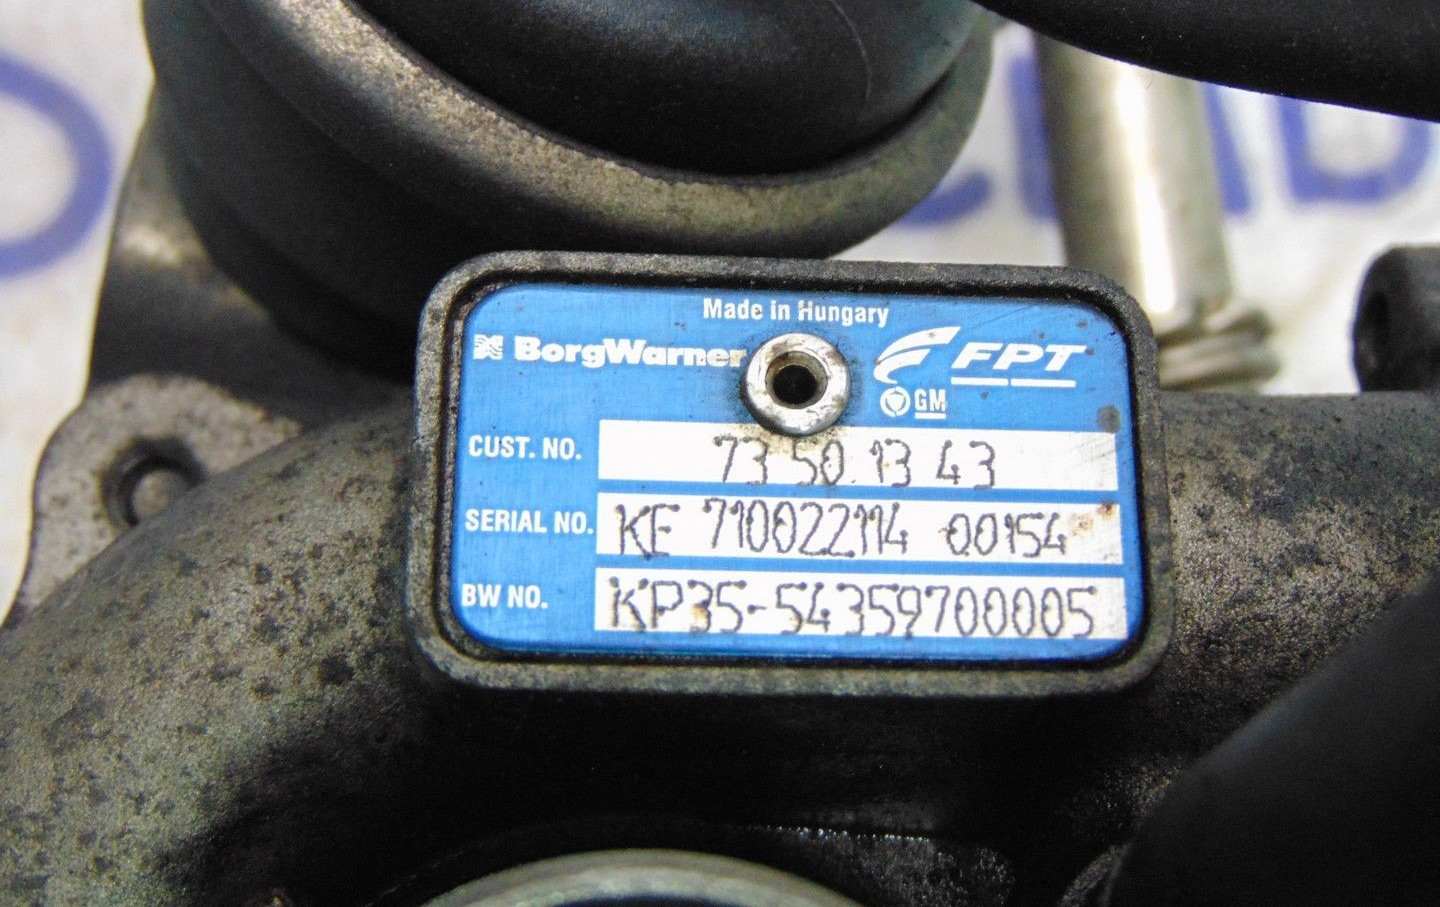 Made in Hungary
BorgWarner FPT
GM
CUST. NO. 73 50.13 43
SERIAL NO. KE 710022114 00154
BW NO. KP35-54359700005